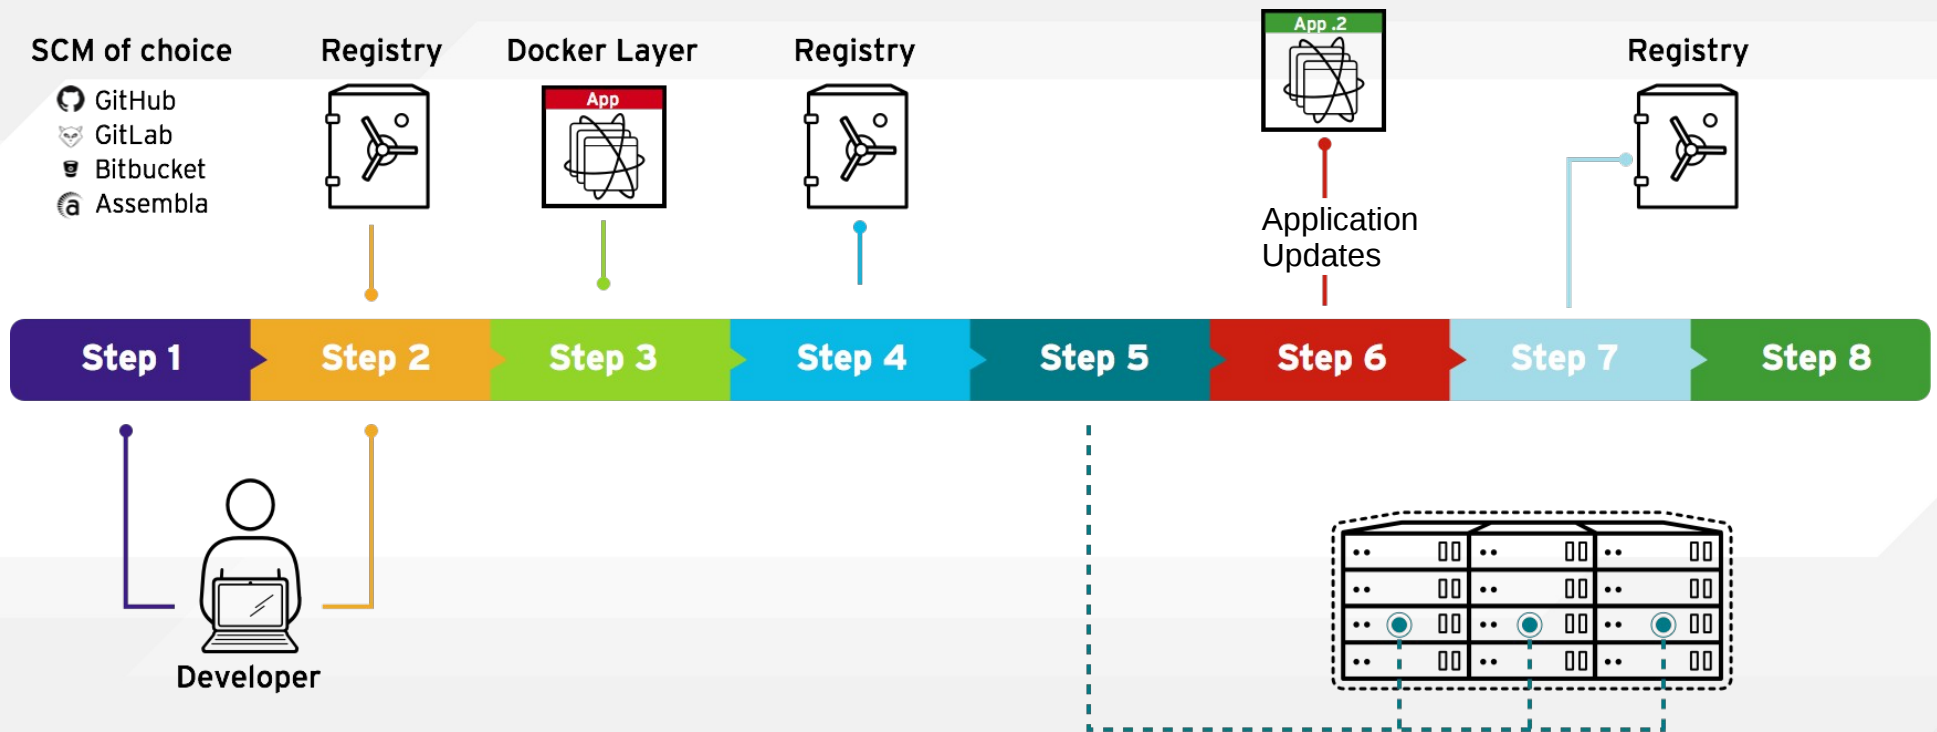 SCM of choice
GitHub
GitLab
Bitbucket
Assembla
Registry
Docker Layer
App
Registry
App .2
Application
Updates
Registry
Step 1
Step 2
Step 3
Step 4
Step 5
Step 6
Step 7
Step 8
Developer